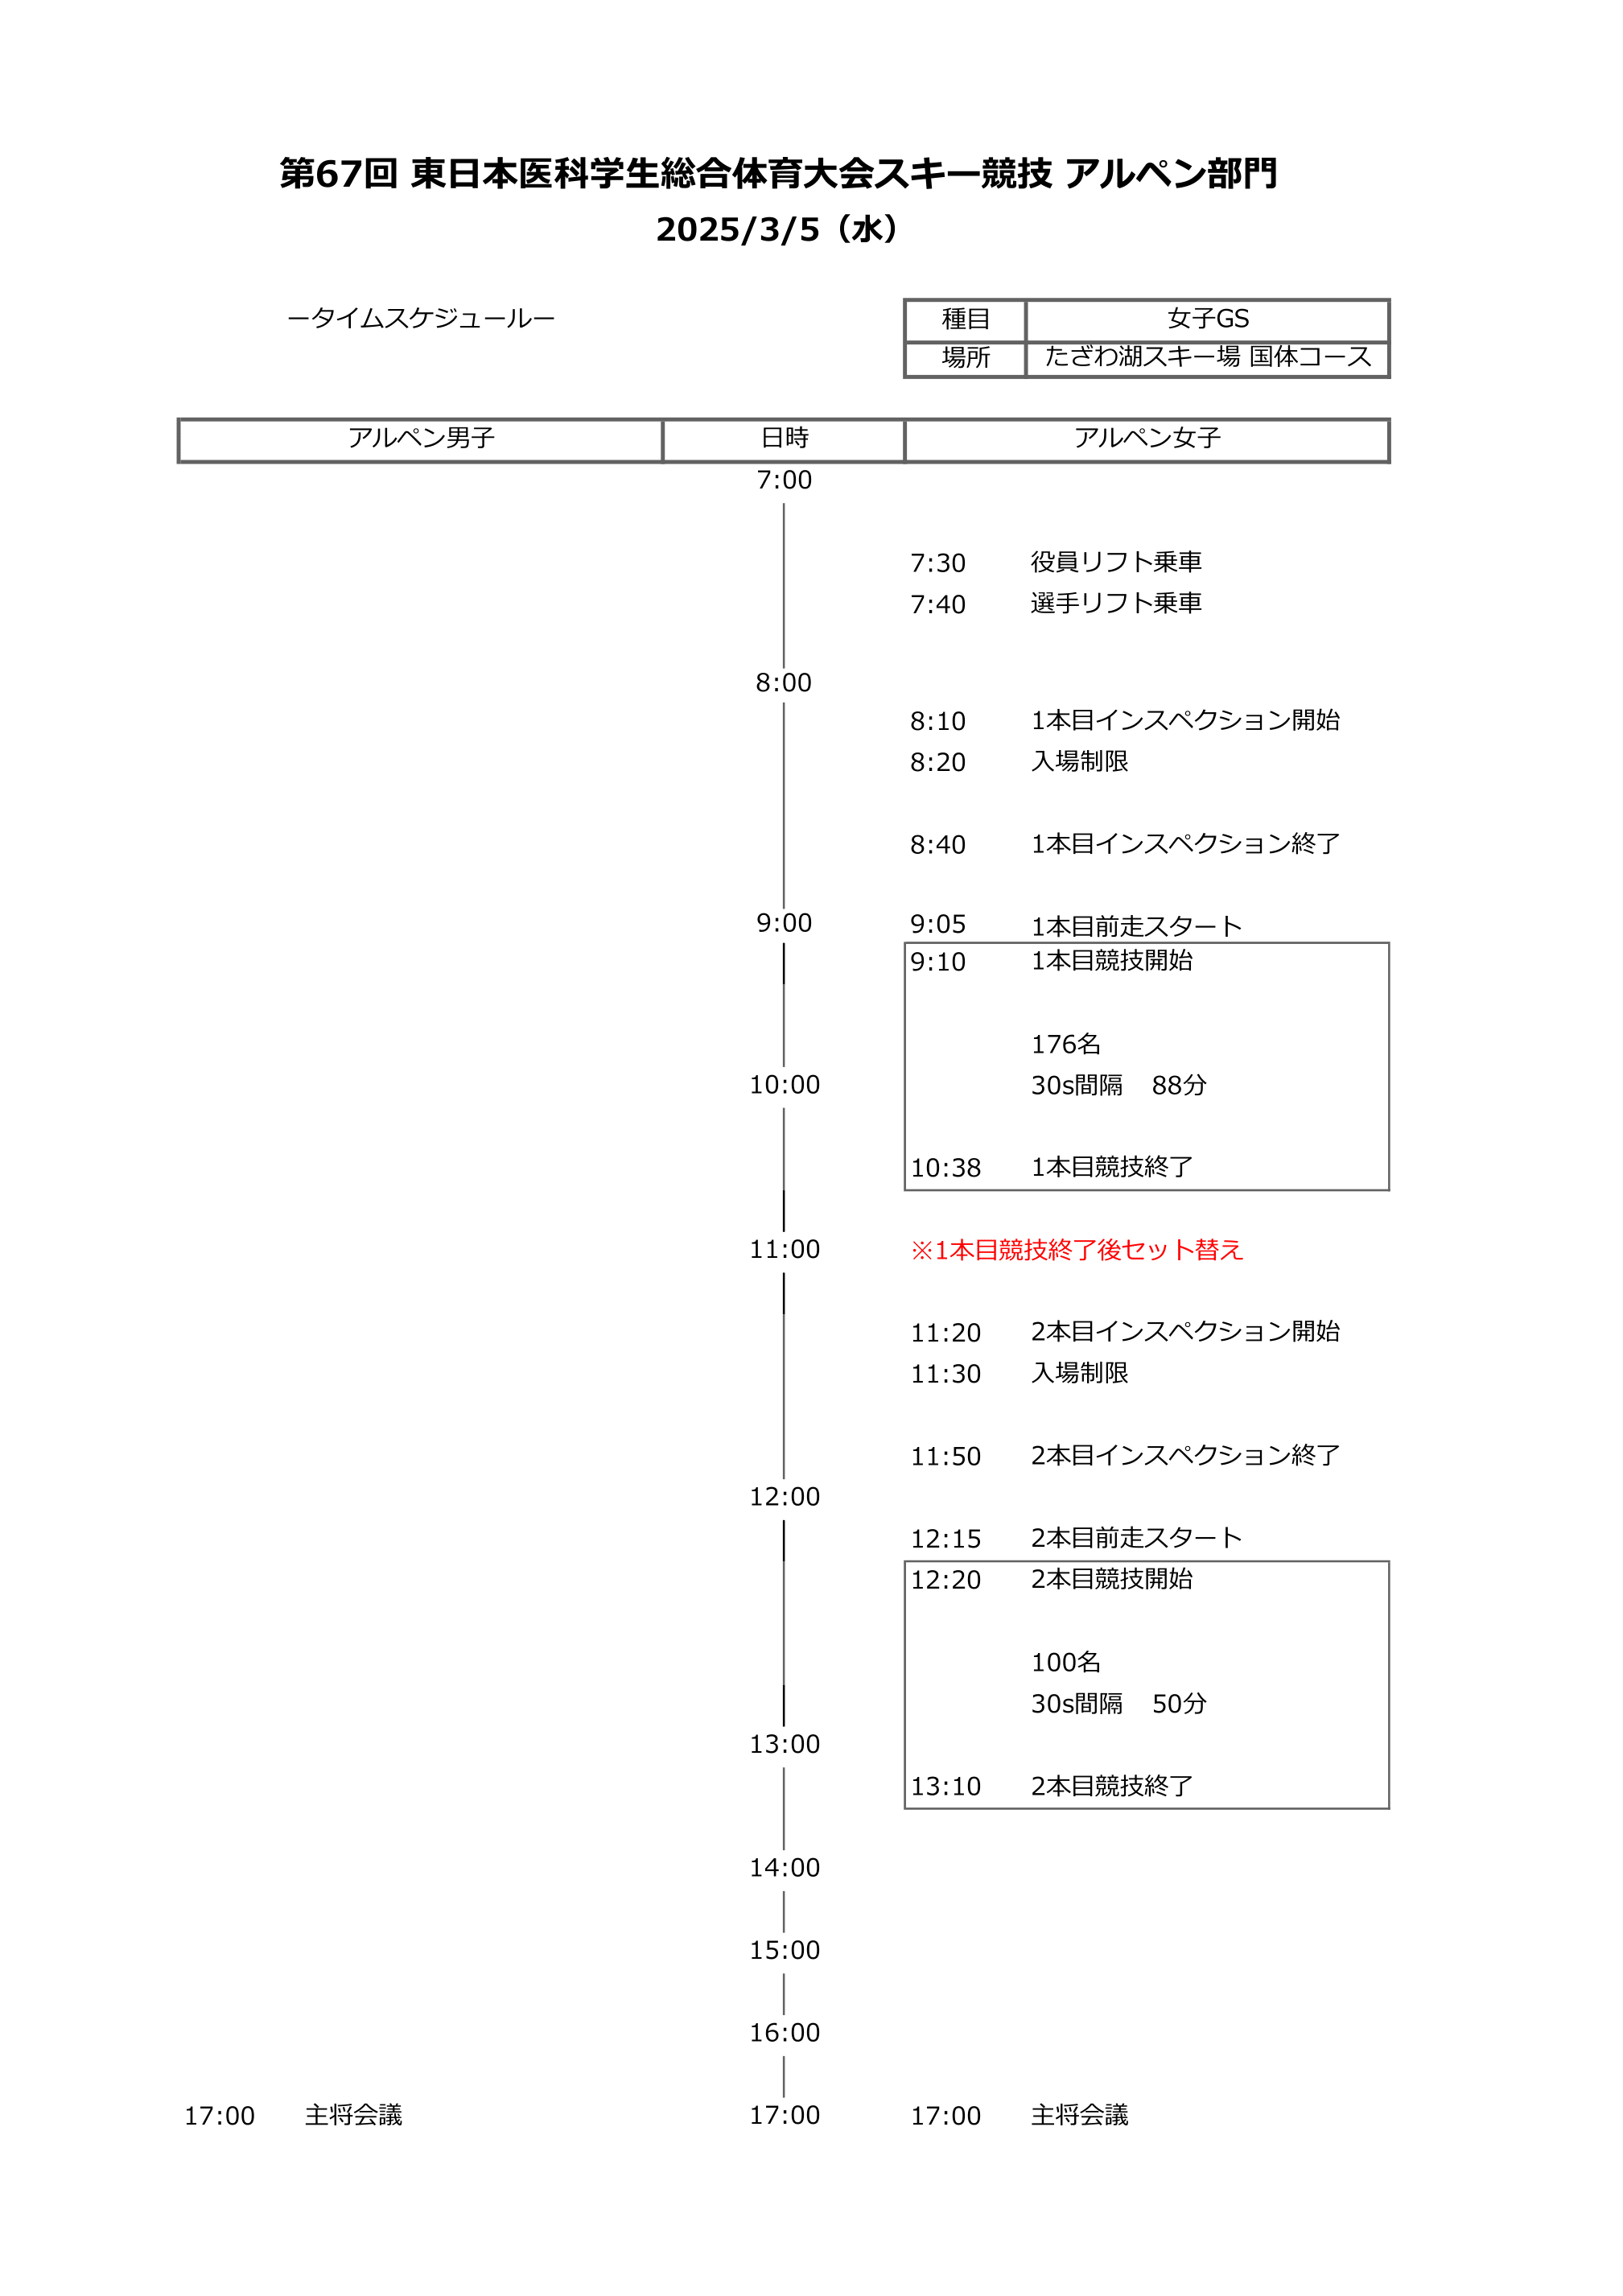 第67回 東日本医科学生総合体育大会スキー競技 アルペン部門
2025/3/5（水）
ータイムスケジュールー
種目 女子GS
場所 たざわ湖スキー場 国体コース
アルペン男子 日時 アルペン女子
7:00
7:30 役員リフト乗車
7:40 選手リフト乗車
8:00
8:10 1本目インスペクション開始
8:20 入場制限
8:40 1本目インスペクション終了
9:00 9:05 1本目前走スタート
9:10 1本目競技開始
176名
10:00 30s間隔 88分
10:38 1本目競技終了
11:00 ※1本目競技終了後セット替え
11:20 2本目インスペクション開始
11:30 入場制限
11:50 2本目インスペクション終了
12:00
12:15 2本目前走スタート
12:20 2本目競技開始
100名
30s間隔 50分
13:00
13:10 2本目競技終了
14:00
15:00
16:00
17:00 主将会議 17:00 17:00 主将会議